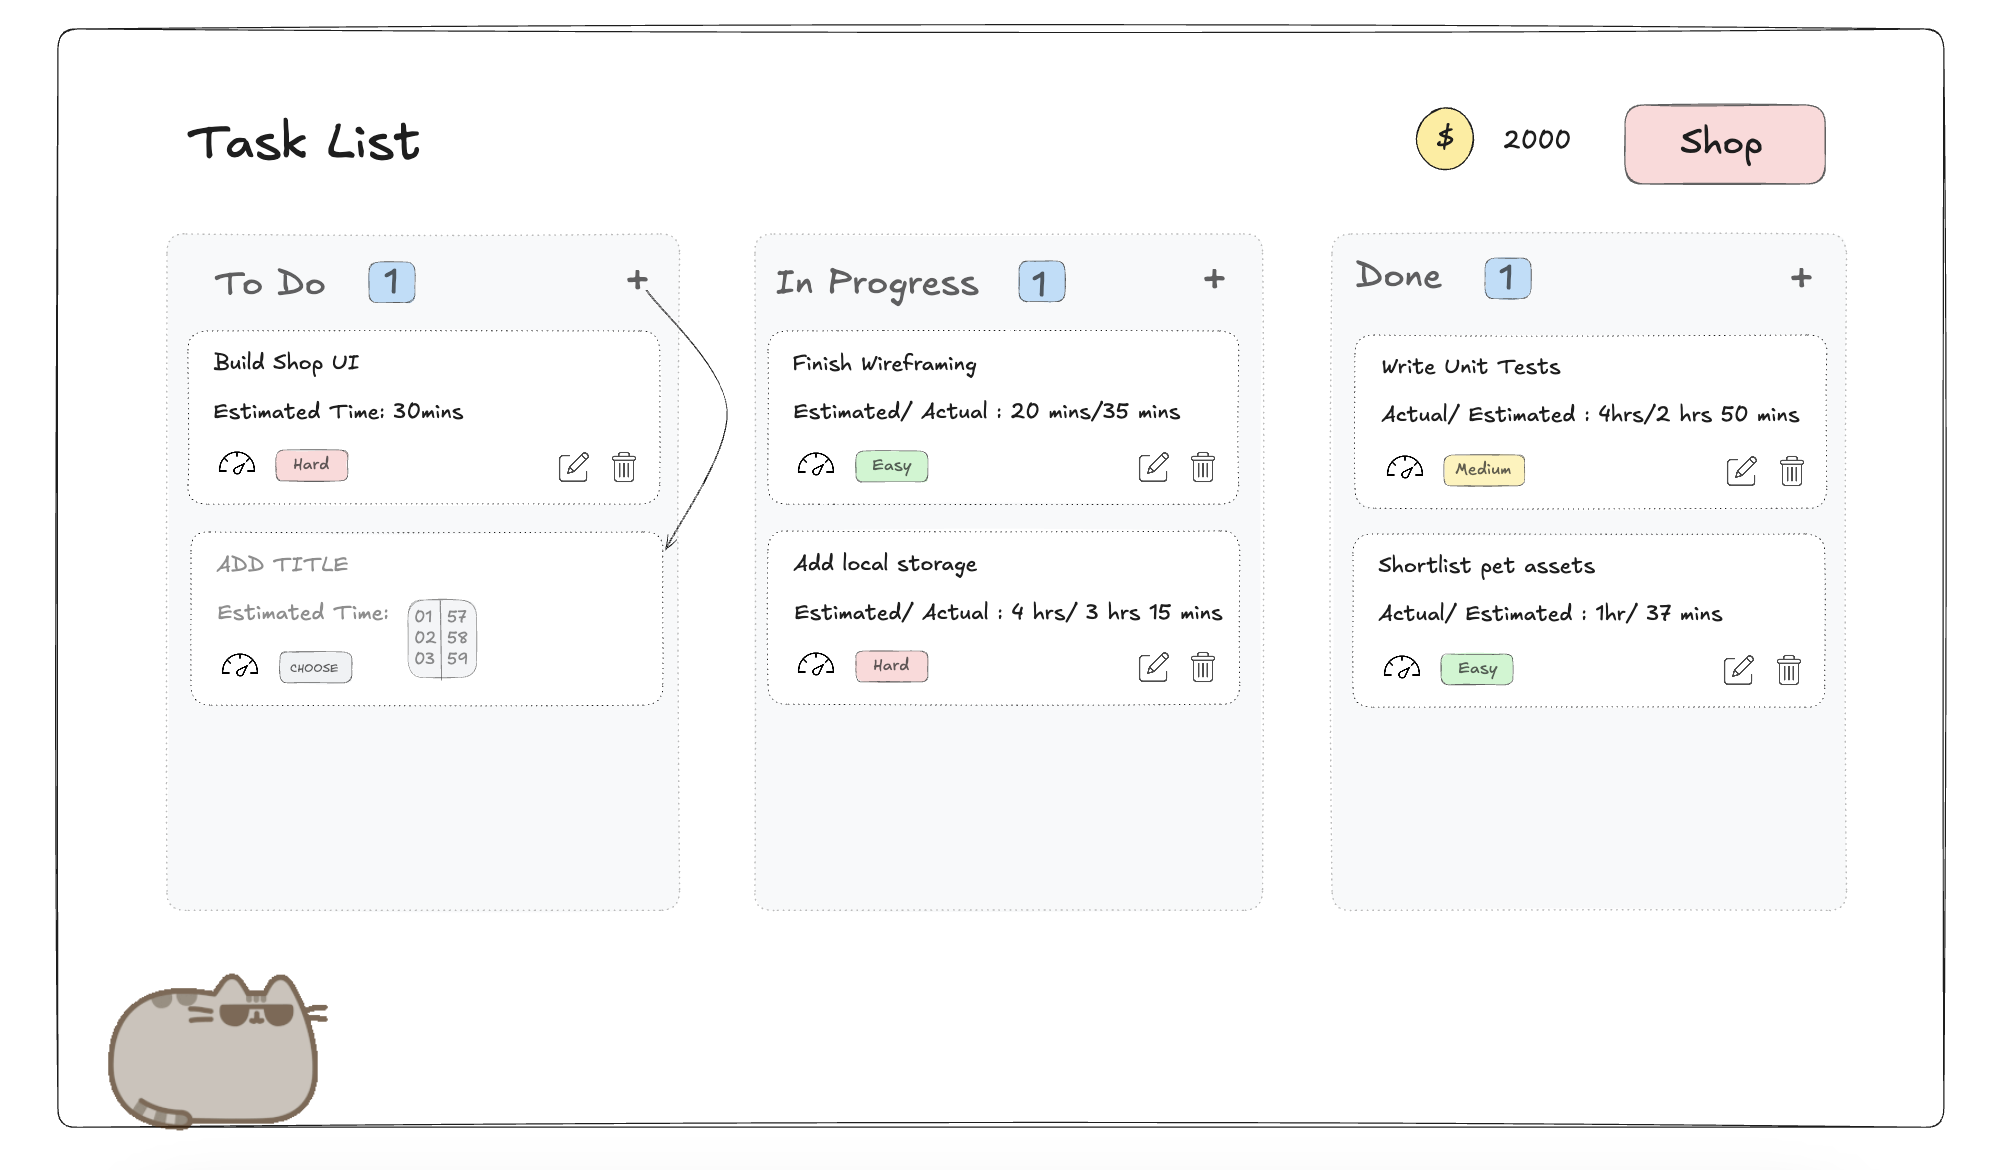 Task List
$ 2000 Shop
To Do 1 +
Build Shop UI
Estimated Time: 30mins
Hard
ADD TITLE
Estimated Time:
01 57
02 58
03 59
CHOOSE
In Progress 1 +
Finish Wireframing
Estimated/ Actual : 20 mins/35 mins
Easy
Add local storage
Estimated/ Actual : 4 hrs/ 3 hrs 15 mins
Hard
Done 1 +
Write Unit Tests
Actual/ Estimated : 4hrs/2 hrs 50 mins
Medium
Shortlist pet assets
Actual/ Estimated : 1hr/ 37 mins
Easy